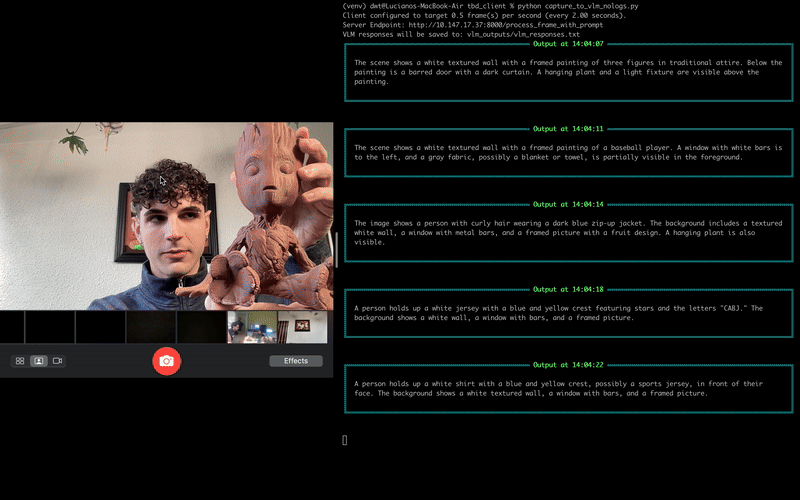 (venv) dwt@Lucianos-MacBook-Air tbd_client % python capture_to_vlm_nologs.py
Client configured to target 0.5 frame(s) per second (every 2.00 seconds).
Server Endpoint: http://10.147.17.37:8000/process_frame_with_prompt
VLM responses will be saved to: vlm_outputs/vlm_responses.txt
Output at 14:04:07
The scene shows a white textured wall with a framed painting of three figures in traditional attire. Below the
painting is a barred door with a dark curtain. A hanging plant and a light fixture are visible above the
painting.
Output at 14:04:11
The scene shows a white textured wall with a framed painting of a baseball player. A window with white bars is
to the left, and a gray fabric, possibly a blanket or towel, is partially visible in the foreground.
Output at 14:04:14
The image shows a person with curly hair wearing a dark blue zip-up jacket. The background includes a textured
white wall, a window with metal bars, and a framed picture with a fruit design. A hanging plant is also
visible.
Output at 14:04:18
A person holds up a white jersey with a blue and yellow crest featuring stars and the letters "CABJ." The
background shows a white wall, a window with bars, and a framed picture.
Output at 14:04:22
A person holds up a white shirt with a blue and yellow crest, possibly a sports jersey, in front of their
face. The background shows a white textured wall, a window with bars, and a framed picture.
Effects